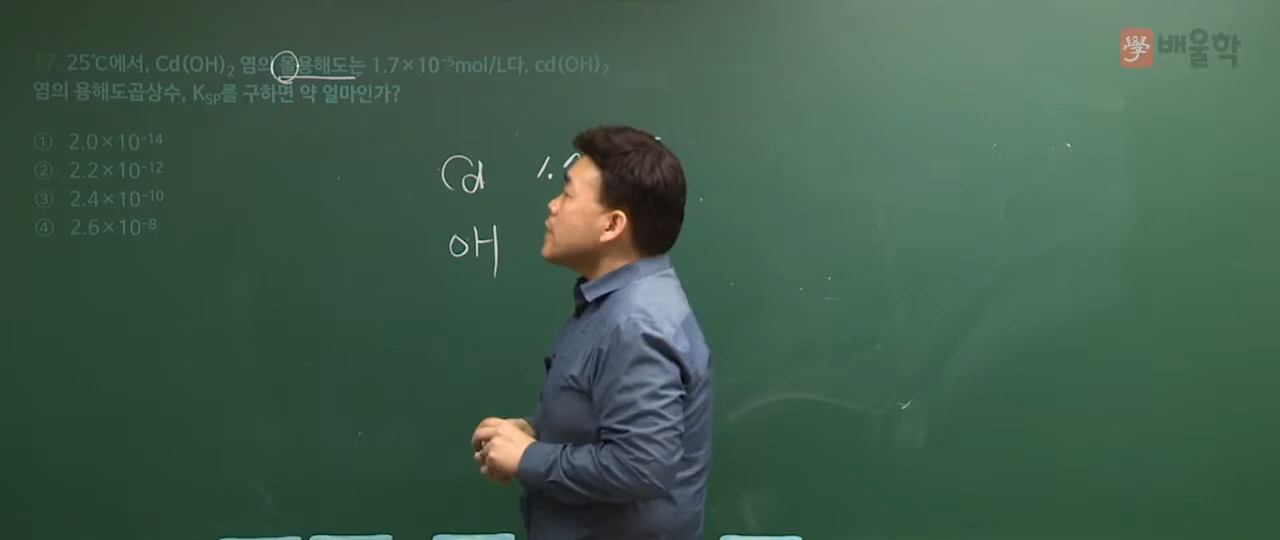 學 배울학
17. 25℃에서, Cd(OH)₂ 염의 몰용해도는 1.7×10⁻⁵mol/L다. cd(OH)₂
염의 용해도곱상수, K_SP를 구하면 약 얼마인가?
① 2.0×10⁻¹⁴
② 2.2×10⁻¹²
③ 2.4×10⁻¹⁰
④ 2.6×10⁻⁸
Cd
OH